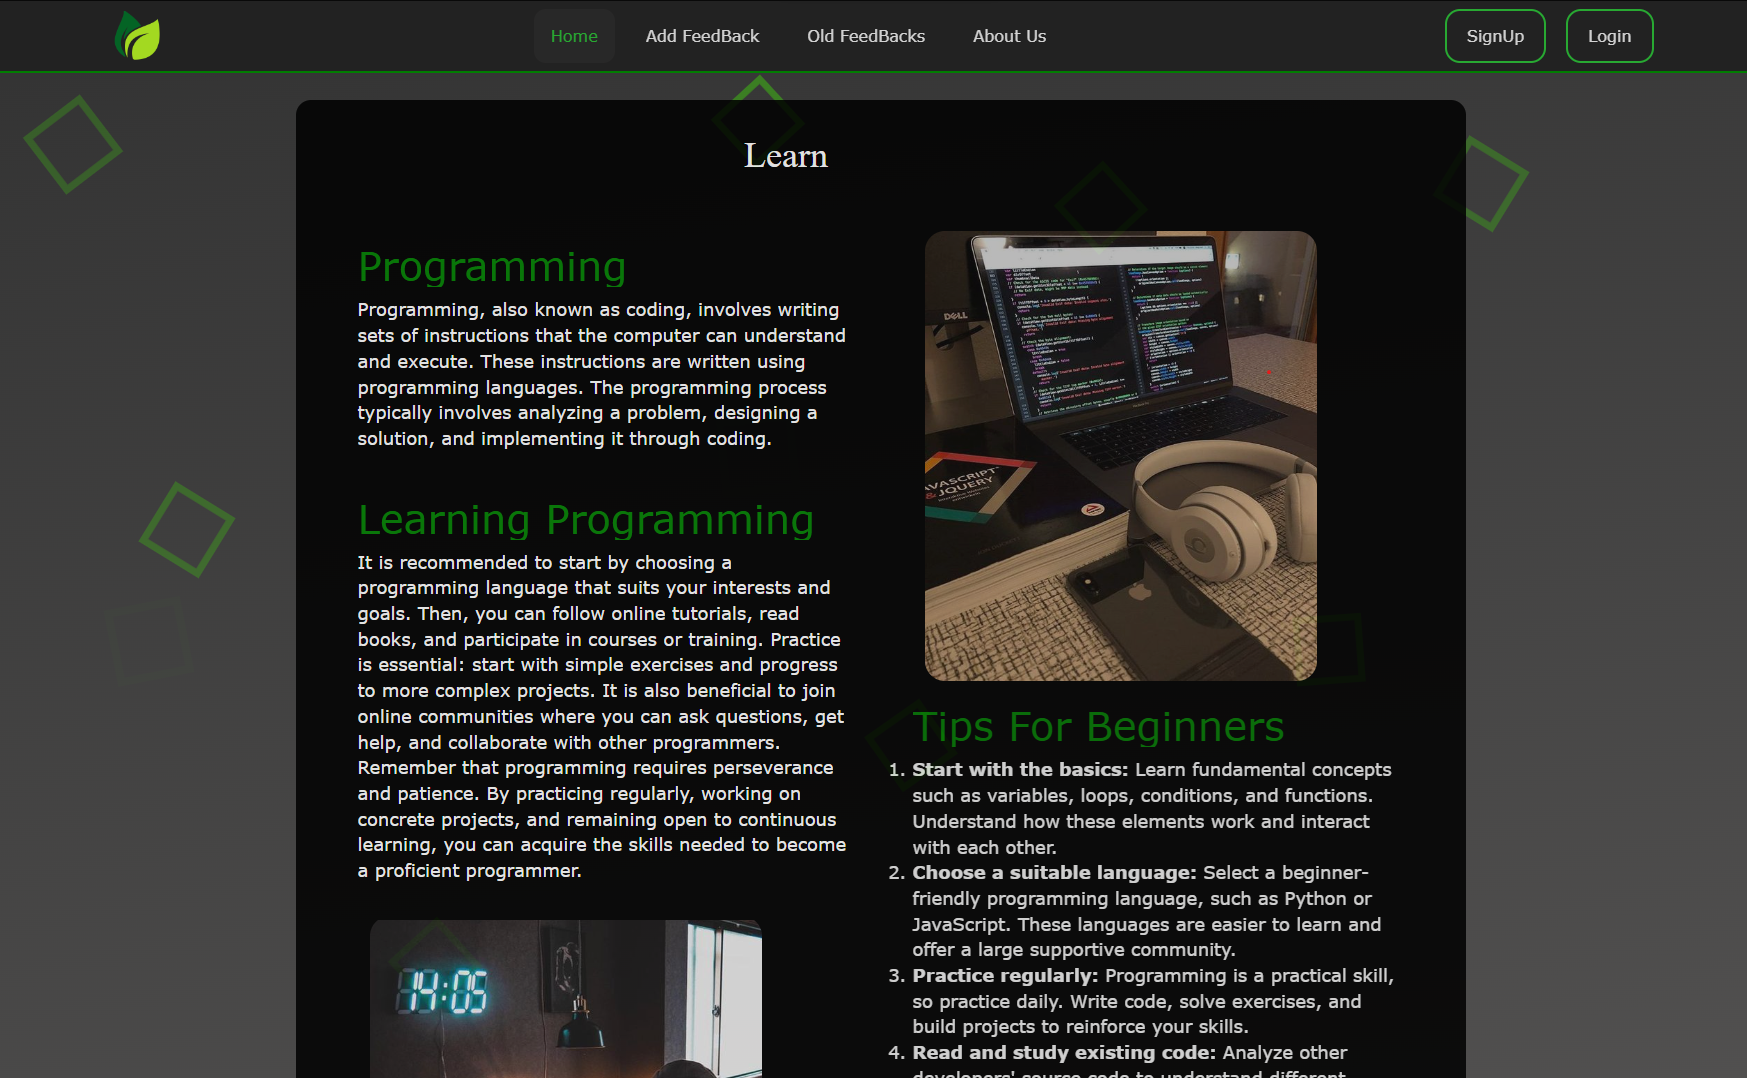 Home
Add FeedBack
Old FeedBacks
About Us
SignUp
Login
Learn
Programming
Programming, also known as coding, involves writing
sets of instructions that the computer can understand
and execute. These instructions are written using
programming languages. The programming process
typically involves analyzing a problem, designing a
solution, and implementing it through coding.
Learning Programming
It is recommended to start by choosing a
programming language that suits your interests and
goals. Then, you can follow online tutorials, read
books, and participate in courses or training. Practice
is essential: start with simple exercises and progress
to more complex projects. It is also beneficial to join
online communities where you can ask questions, get
help, and collaborate with other programmers.
Remember that programming requires perseverance
and patience. By practicing regularly, working on
concrete projects, and remaining open to continuous
learning, you can acquire the skills needed to become
a proficient programmer.
14:05
DELL
AVASCRIPT
& JQUERY
Tips For Beginners
1. Start with the basics: Learn fundamental concepts
such as variables, loops, conditions, and functions.
Understand how these elements work and interact
with each other.
2. Choose a suitable language: Select a beginner-
friendly programming language, such as Python or
JavaScript. These languages are easier to learn and
offer a large supportive community.
3. Practice regularly: Programming is a practical skill,
so practice daily. Write code, solve exercises, and
build projects to reinforce your skills.
4. Read and study existing code: Analyze other
developers' source code to understand different